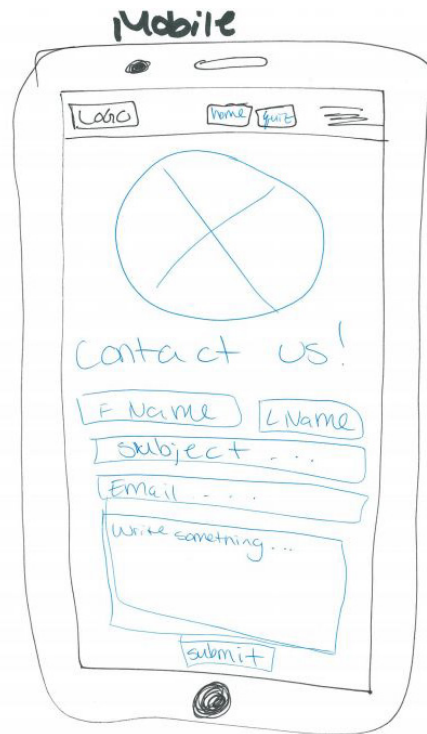 Mobile
LOGO home quiz
Contact us!
F Name L Name
Subject ...
Email ...
Write something...
submit